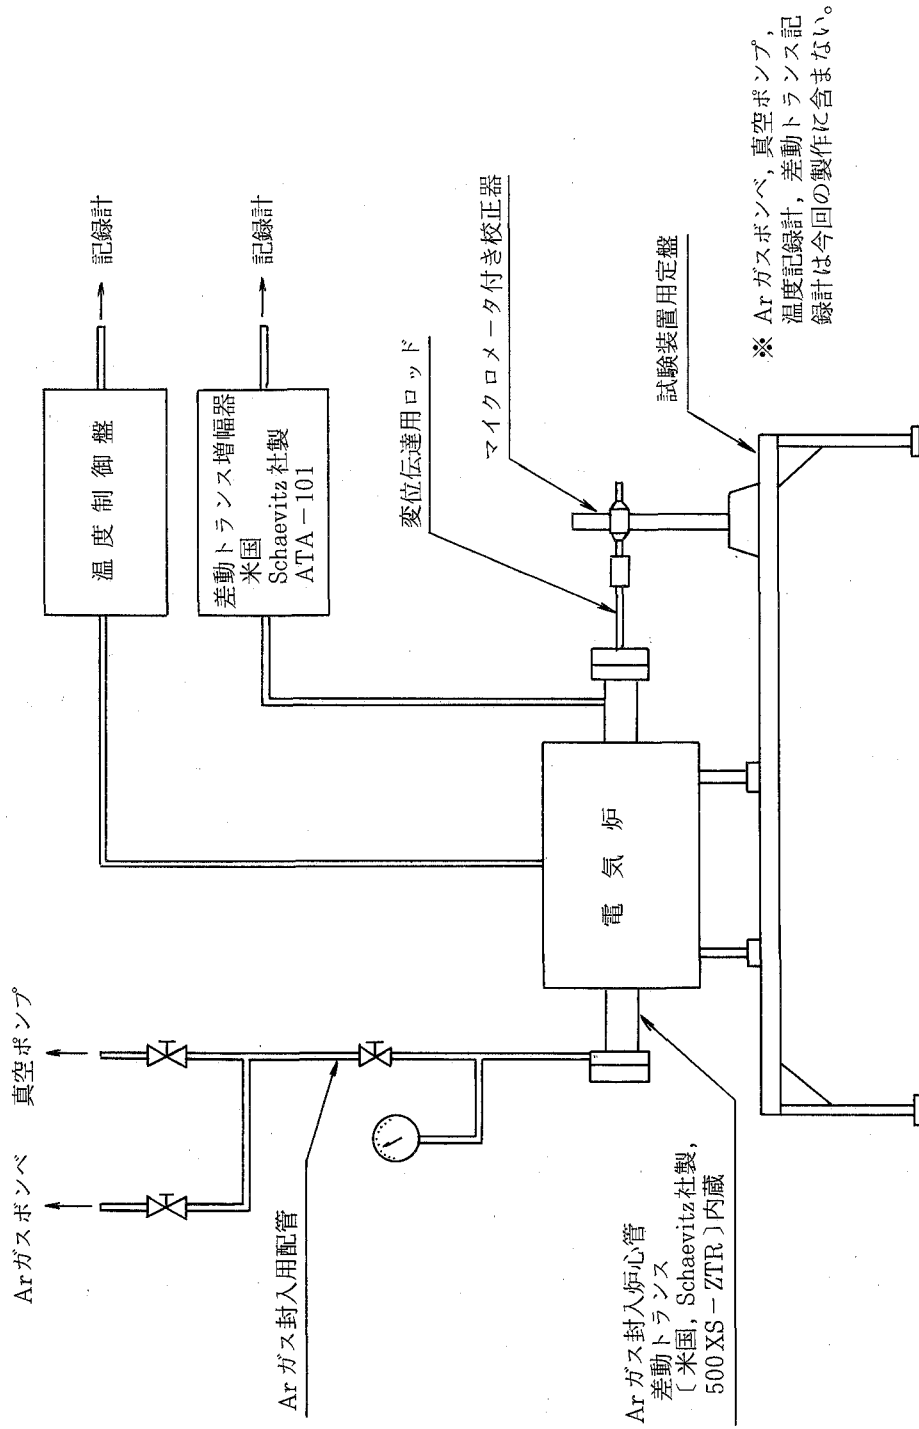 Arガスボンベ
真空ポンプ
Arガス封入用配管
Arガス封入炉心管
差動トランス
〔米国, Schaevitz社製,
500XS－ZTR〕内蔵
電気炉
温度制御盤
記録計
差動トランス増幅器
米国
Schaevitz社製
ATA－101
記録計
変位伝達用ロッド
マイクロメータ付き校正器
試験装置用定盤
※ Arガスボンベ, 真空ポンプ,
温度記録計, 差動トランス記
録計は今回の製作に含まない。